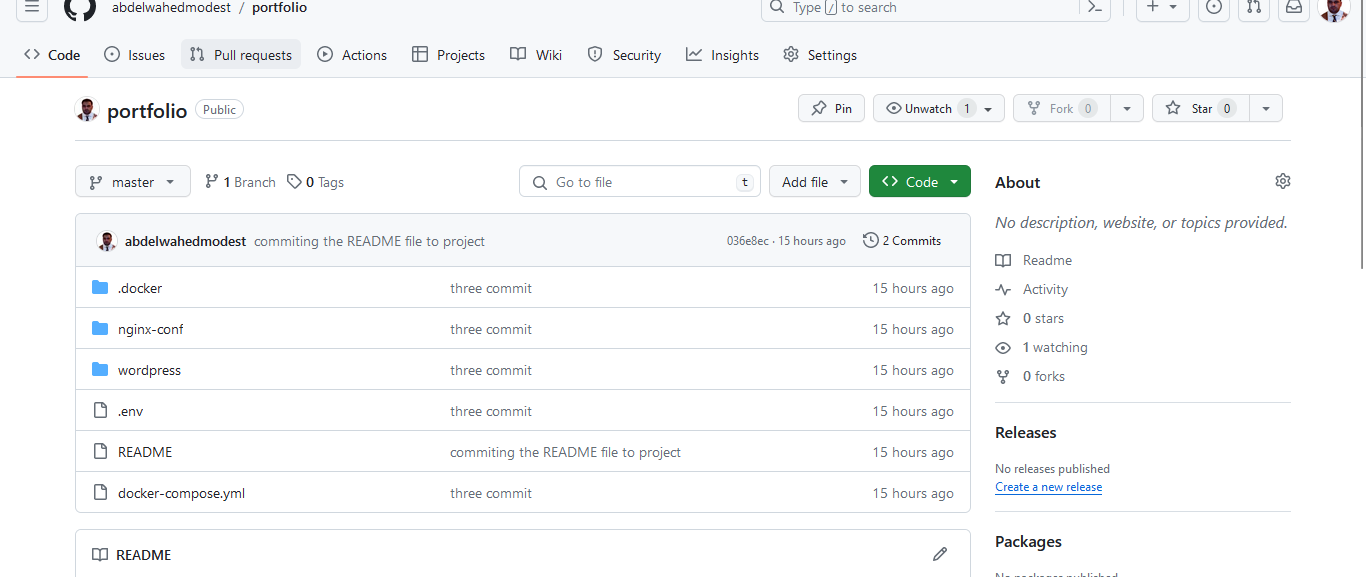 abdelwahedmodest / portfolio
Type / to search
Code Issues Pull requests Actions Projects Wiki Security Insights Settings
portfolio Public
Pin Unwatch 1 Fork 0 Star 0
master 1 Branch 0 Tags Go to file t Add file Code
abdelwahedmodest commiting the README file to project 036e8ec · 15 hours ago 2 Commits
.docker three commit 15 hours ago
nginx-conf three commit 15 hours ago
wordpress three commit 15 hours ago
.env three commit 15 hours ago
README commiting the README file to project 15 hours ago
docker-compose.yml three commit 15 hours ago
README
About
No description, website, or topics provided.
Readme
Activity
0 stars
1 watching
0 forks
Releases
No releases published
Create a new release
Packages
No packages published